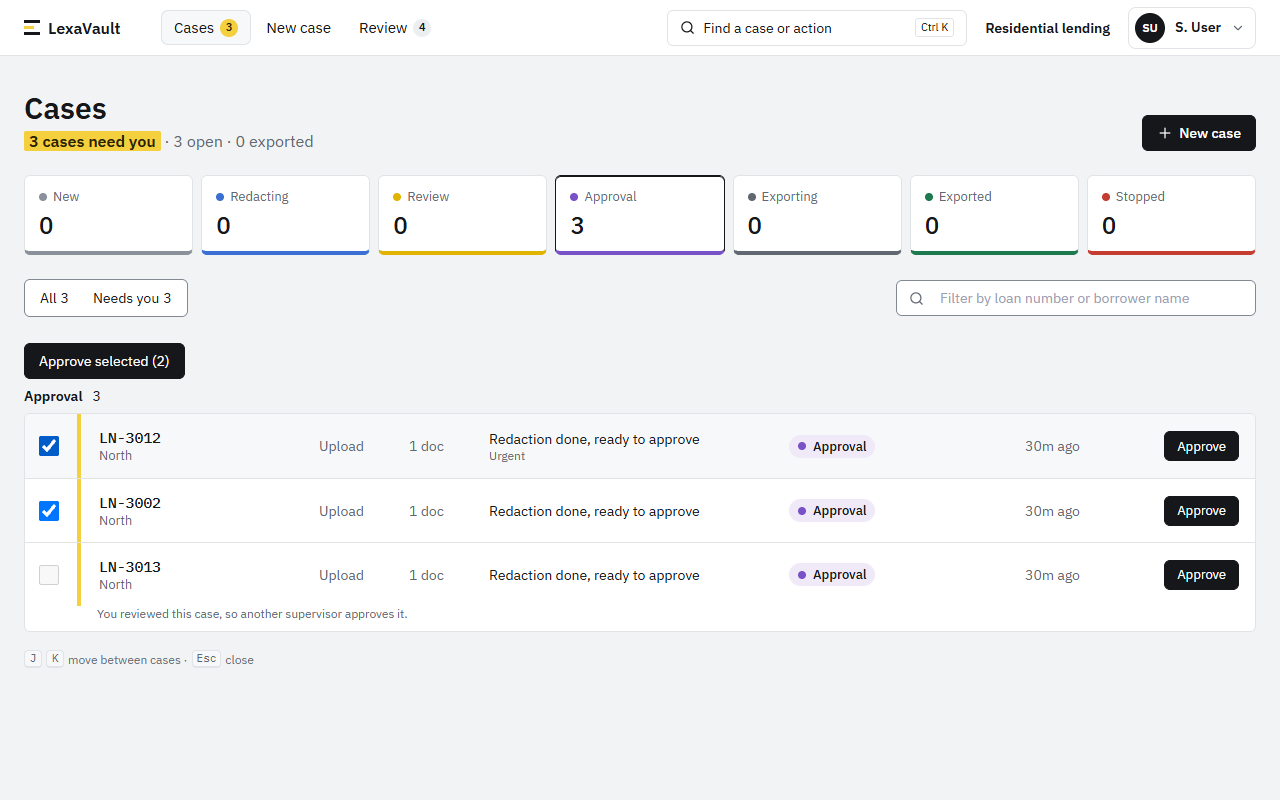 LexaVault
Cases 3
New case
Review 4
Find a case or action
Ctrl K
Residential lending
SU
S. User
Cases
3 cases need you · 3 open · 0 exported
New case
New
0
Redacting
0
Review
0
Approval
3
Exporting
0
Exported
0
Stopped
0
All 3
Needs you 3
Filter by loan number or borrower name
Approve selected (2)
Approval 3
LN-3012
North
Upload
1 doc
Redaction done, ready to approve
Urgent
Approval
30m ago
Approve
LN-3002
North
Upload
1 doc
Redaction done, ready to approve
Approval
30m ago
Approve
LN-3013
North
Upload
1 doc
Redaction done, ready to approve
Approval
30m ago
Approve
You reviewed this case, so another supervisor approves it.
J K move between cases · Esc close